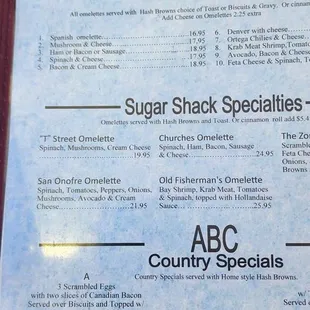 All omelettes served with Hash Browns choice of Toast or Biscuits & Gravy. Or cinnamon
Add Cheese on Omelettes 2.25 extra
1. Spanish omelette 16.95
2. Mushroom & Cheese 17.95
3. Ham or Bacon or Sausage 18.95
4. Spinach & Cheese 17.95
5. Bacon & Cream Cheese 18.95
6. Denver with cheese
7. Ortega Chilies & Cheese
8. Krab Meat Shrimp, Tomato
9. Avocado, Bacon &
10. Feta Cheese & Spinach, T
Sugar Shack Specialties
Omelettes served with Hash Browns and Toast. Or cinnamon roll add $5.4
"T" Street Omelette
Spinach, Mushrooms, Cream Cheese
19.95
Churches Omelette
Spinach, Ham, Bacon, Sausage
& Cheese 24.95
The Zo
Scrambled
Feta Chee
Onions,
Browns
San Onofre Omelette
Spinach, Tomatoes, Peppers, Onions,
Mushrooms, Avocado & Cream
Cheese 21.95
Old Fisherman's Omelette
Bay Shrimp, Krab Meat, Tomatoes
& Spinach, topped with Hollandaise
Sauce 25.95
ABC
Country Specials
Country Specials served with Home style Hash Browns.
A
3 Scrambled Eggs
with two slices of Canadian Bacon
Served over Biscuits and Topped w/
w/
Served o